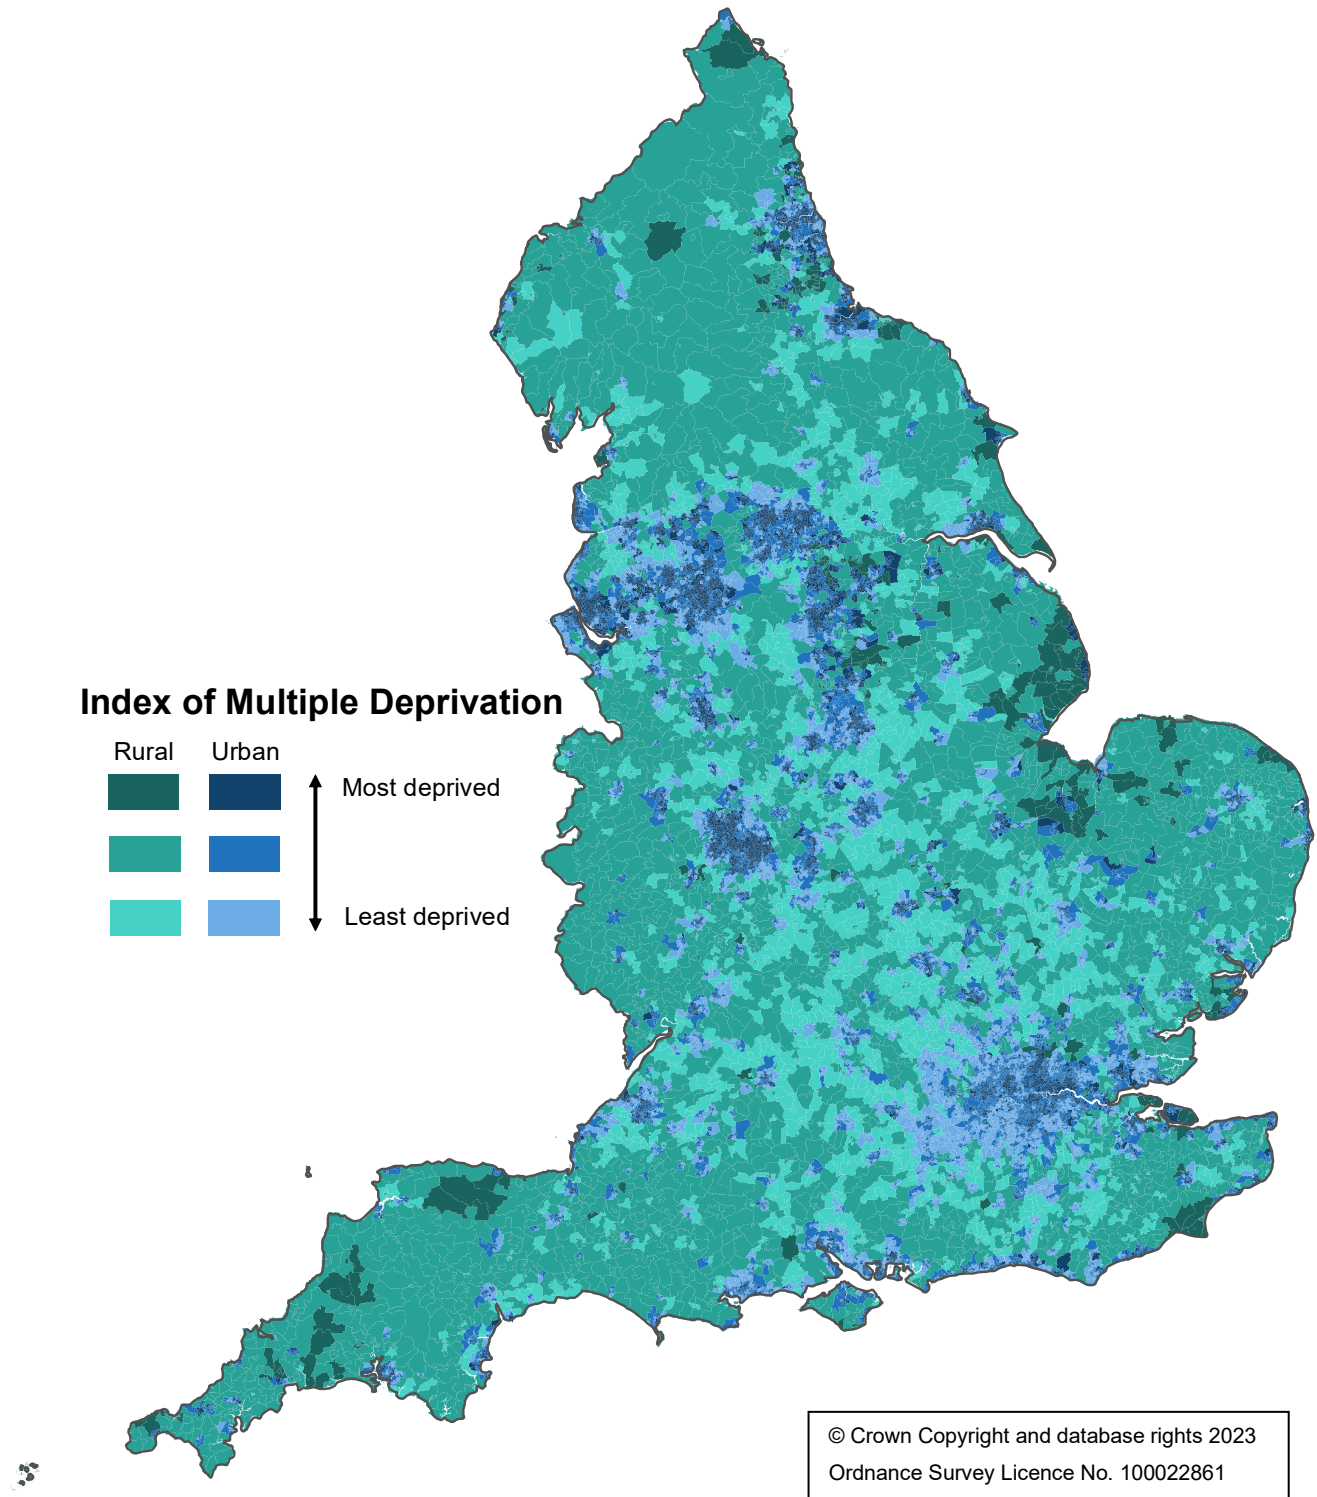 Index of Multiple Deprivation
Rural Urban
Most deprived
Least deprived
© Crown Copyright and database rights 2023
Ordnance Survey Licence No. 100022861